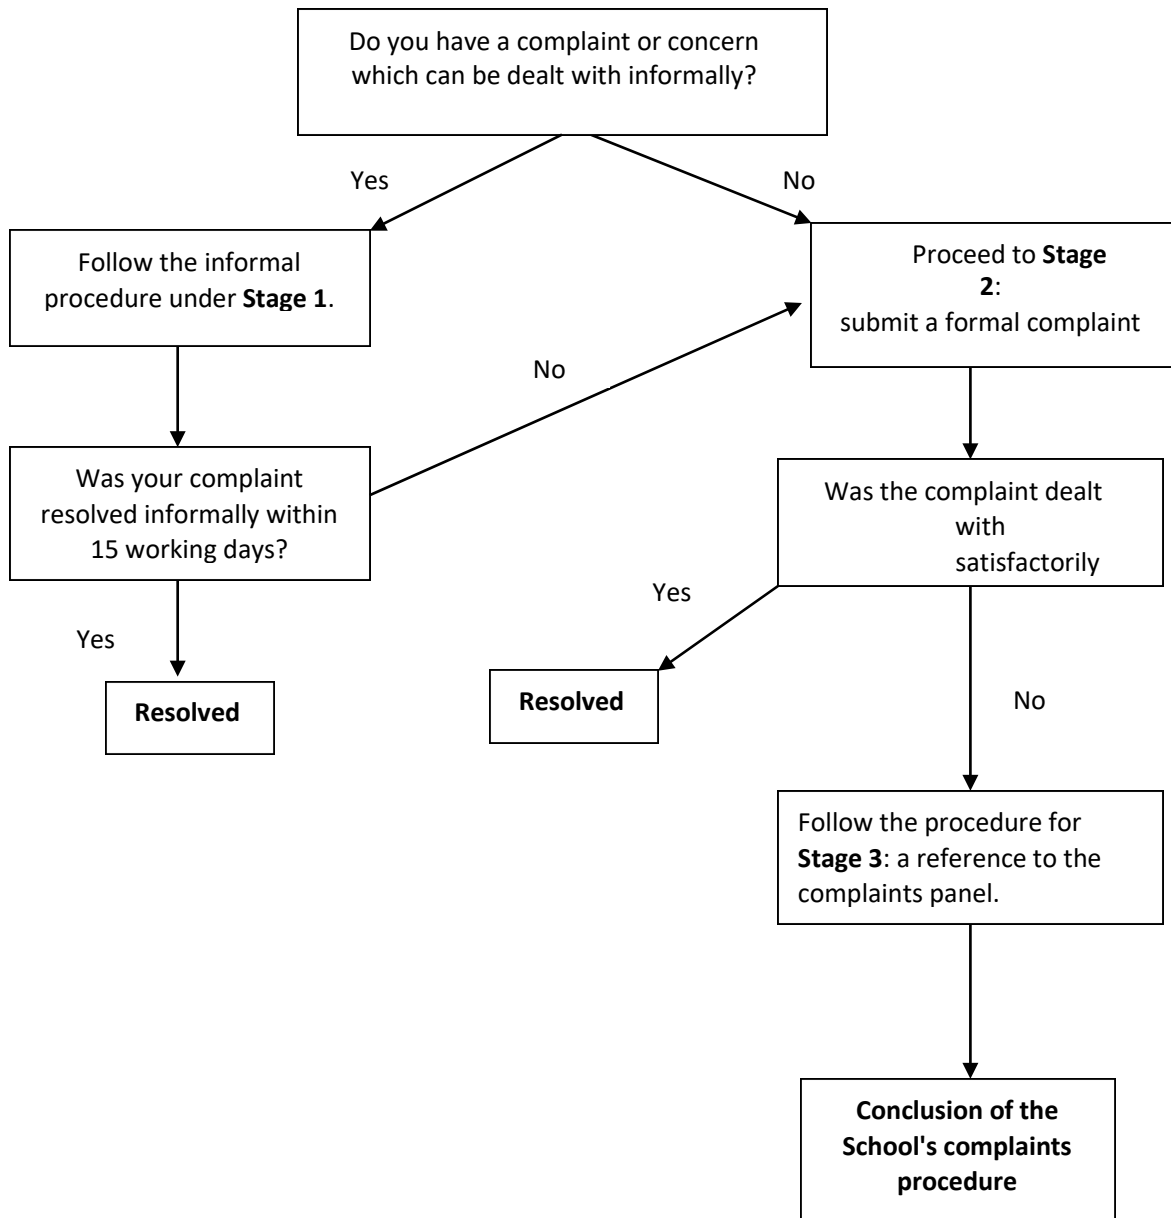 Do you have a complaint or concern
which can be dealt with informally?
Yes
No
Follow the informal
procedure under Stage 1.
Proceed to Stage
2:
submit a formal complaint
No
Was your complaint
resolved informally within
15 working days?
Was the complaint dealt
with
satisfactorily
Yes
Yes
Resolved
Resolved
No
Follow the procedure for
Stage 3: a reference to the
complaints panel.
Conclusion of the
School's complaints
procedure